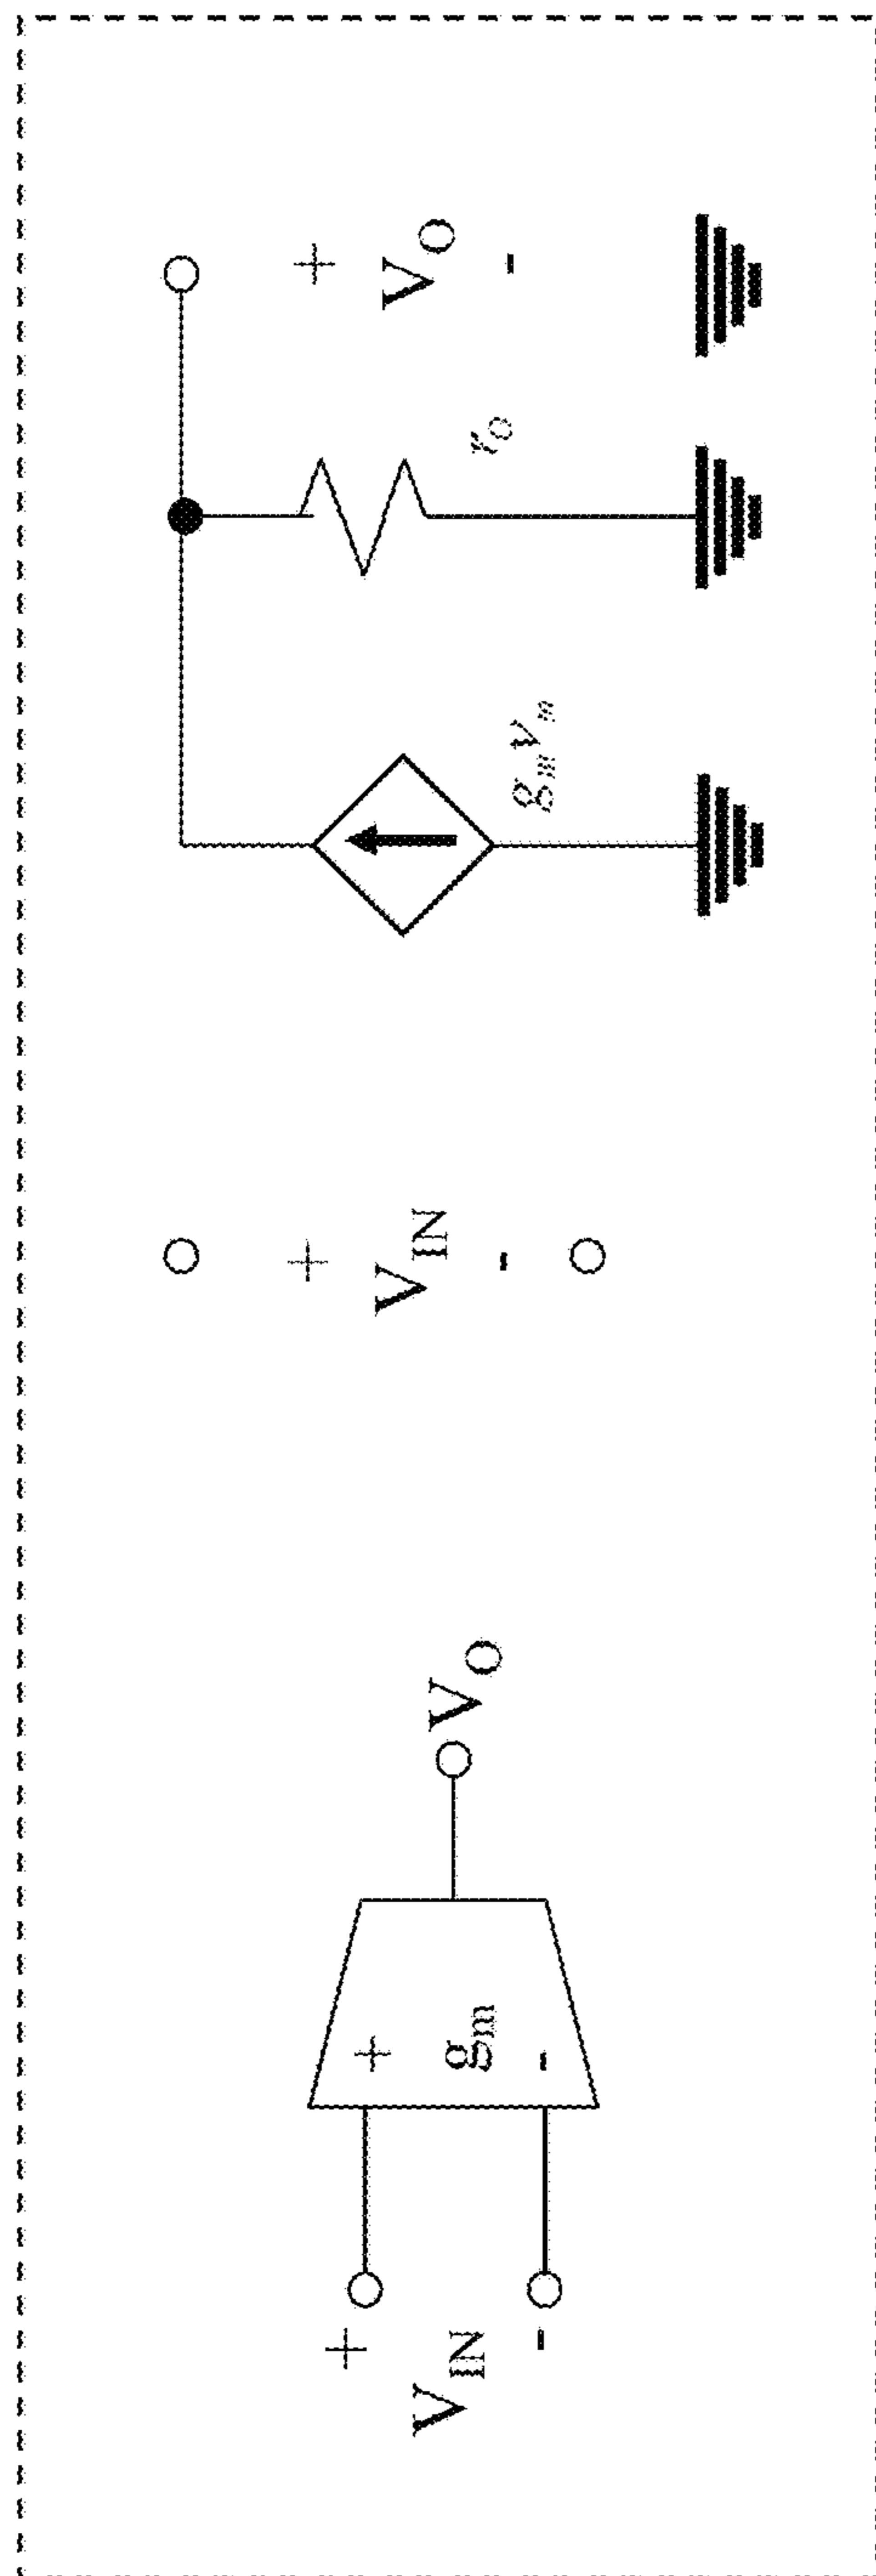 +
V_IN
-
+
g_m
-
V_O
+
V_IN
-
g_m v_in
r_O
+
V_O
-